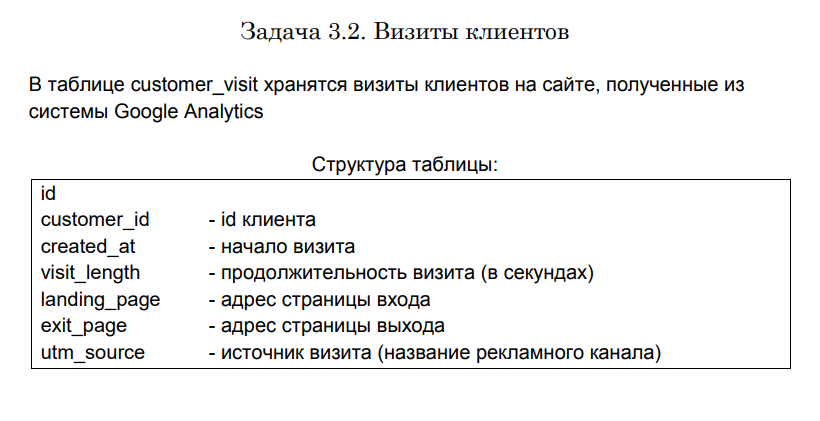 Задача 3.2. Визиты клиентов
В таблице customer_visit хранятся визиты клиентов на сайте, полученные из
системы Google Analytics
Структура таблицы:
id
customer_id - id клиента
created_at - начало визита
visit_length - продолжительность визита (в секундах)
landing_page - адрес страницы входа
exit_page - адрес страницы выхода
utm_source - источник визита (название рекламного канала)